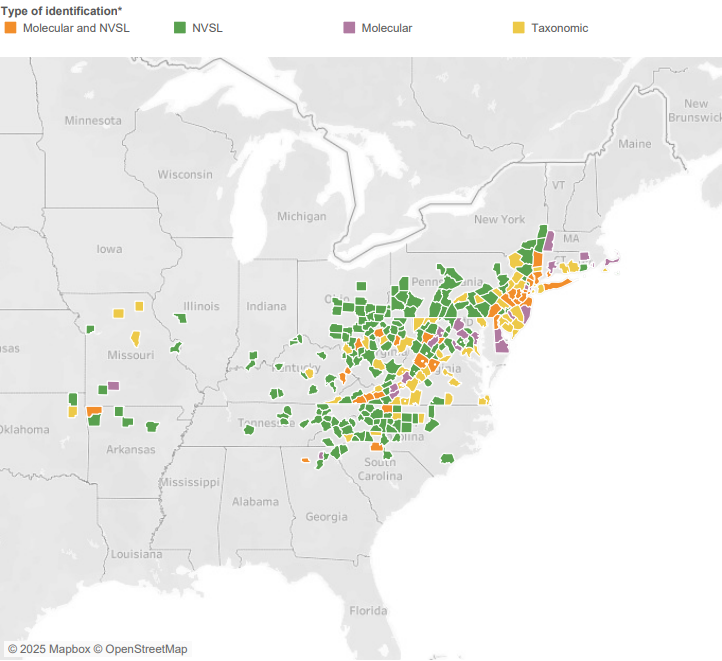 Type of identification*
Molecular and NVSL
NVSL
Molecular
Taxonomic
New
Brunswick
Minnesota
Maine
Wisconsin
VT
Michigan
New York
MA
Iowa
CT
Pennsylvania
Illinois
Indiana
Ohio
Missouri
Kentucky
Oklahoma
Tennessee
Arkansas
South
Carolina
Mississippi
Alabama
Georgia
Louisiana
Florida
© 2025 Mapbox © OpenStreetMap